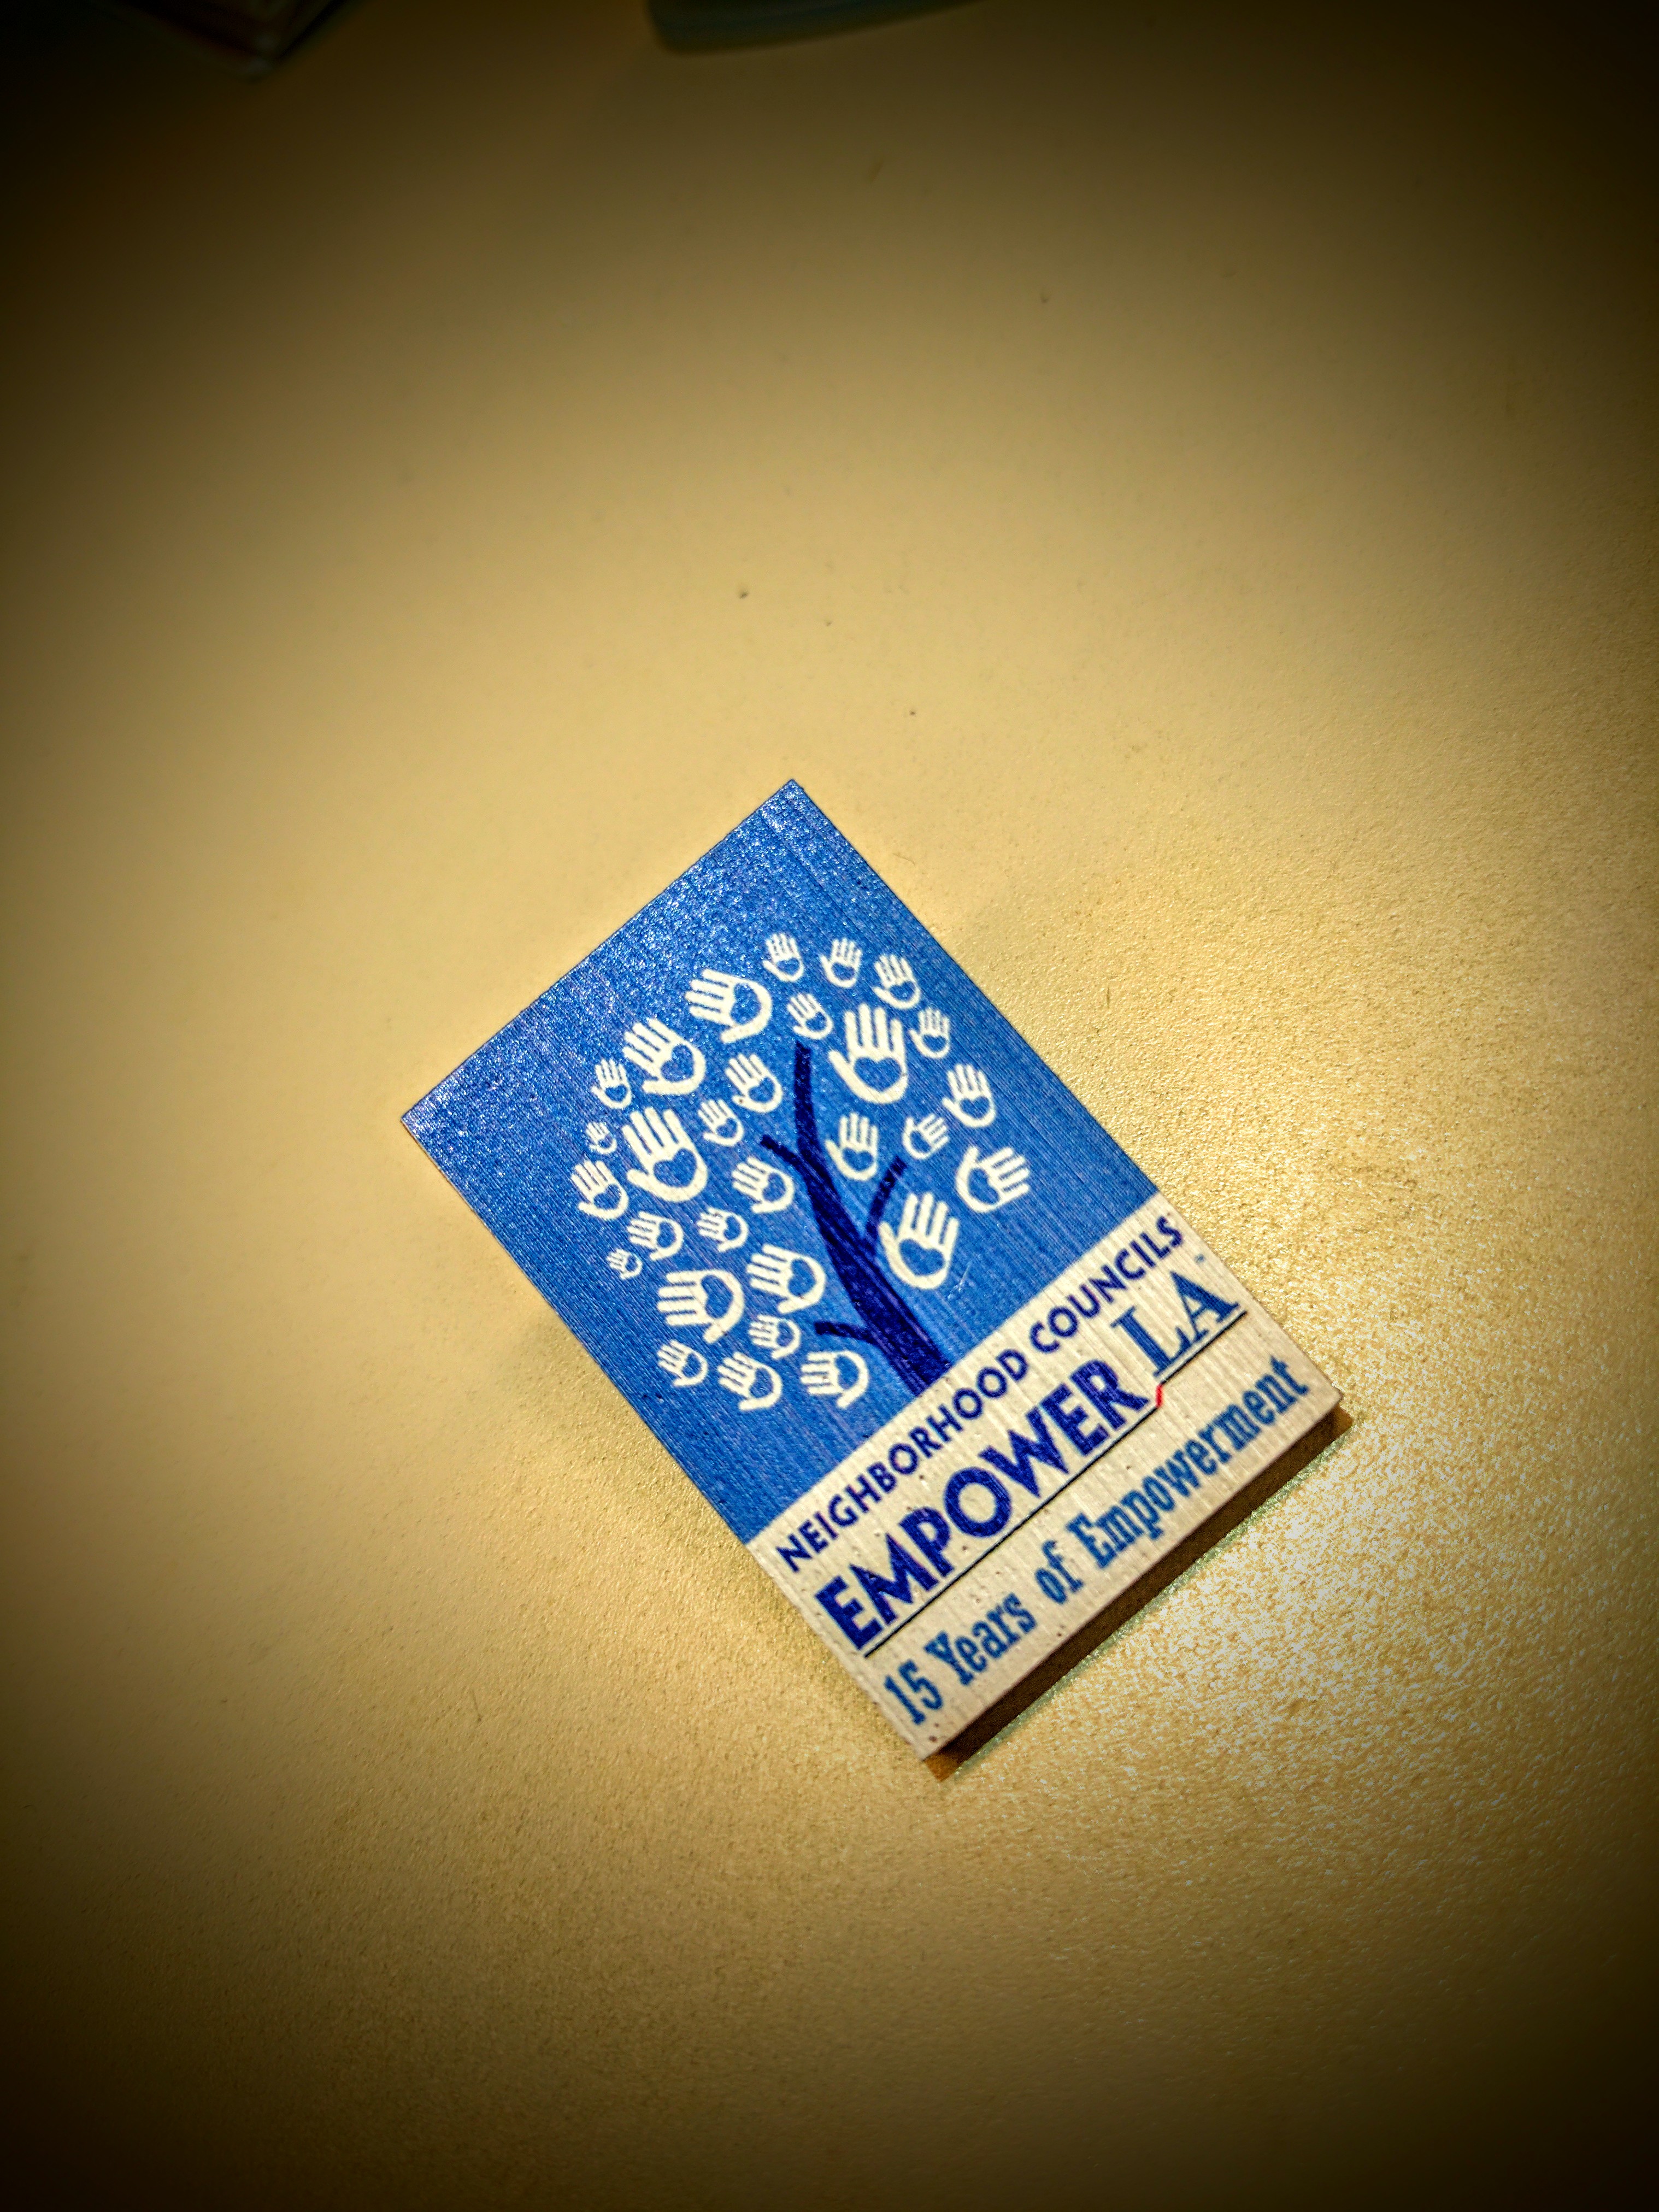 NEIGHBORHOOD COUNCILS
EMPOWER LA
15 Years of Empowerment